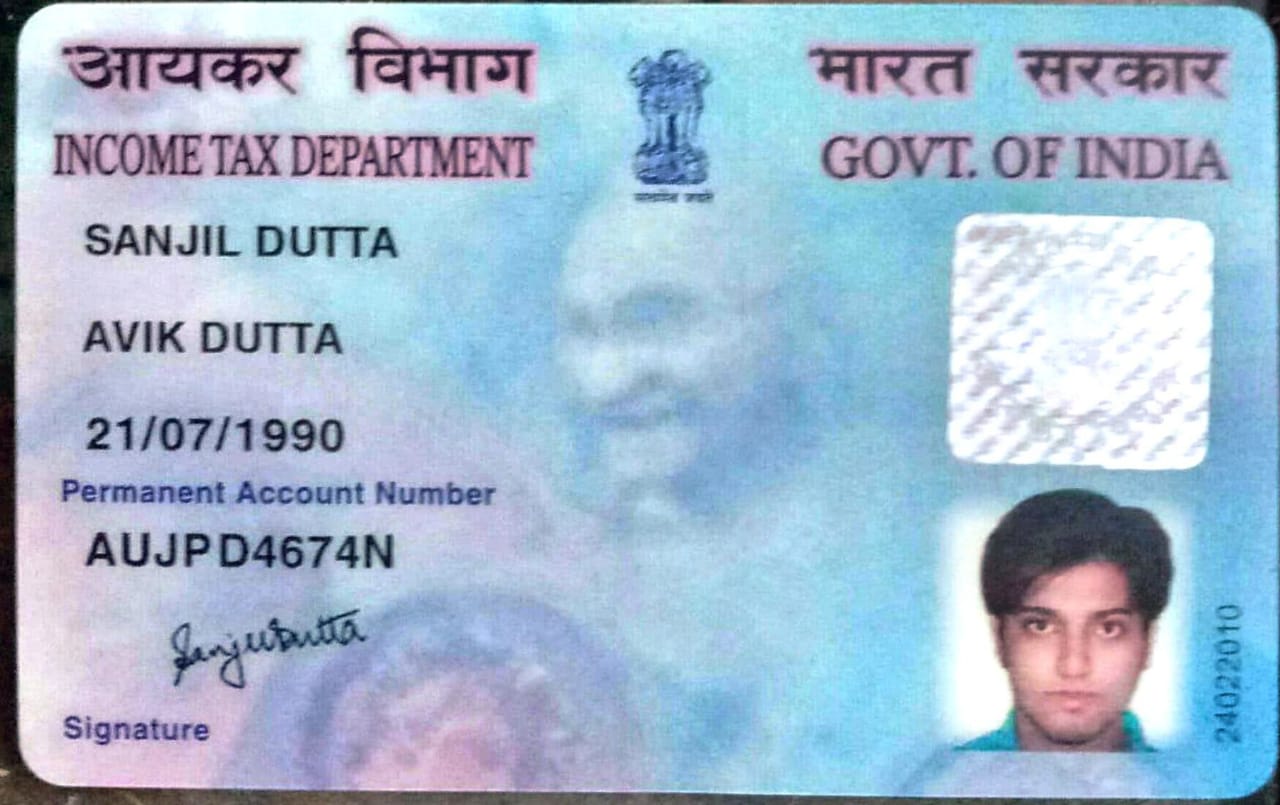 आयकर विभाग
INCOME TAX DEPARTMENT
भारत सरकार
GOVT. OF INDIA
सत्यमेव जयते
SANJIL DUTTA
AVIK DUTTA
21/07/1990
Permanent Account Number
AUJPD4674N
Sanjil Dutta
Signature
24022010